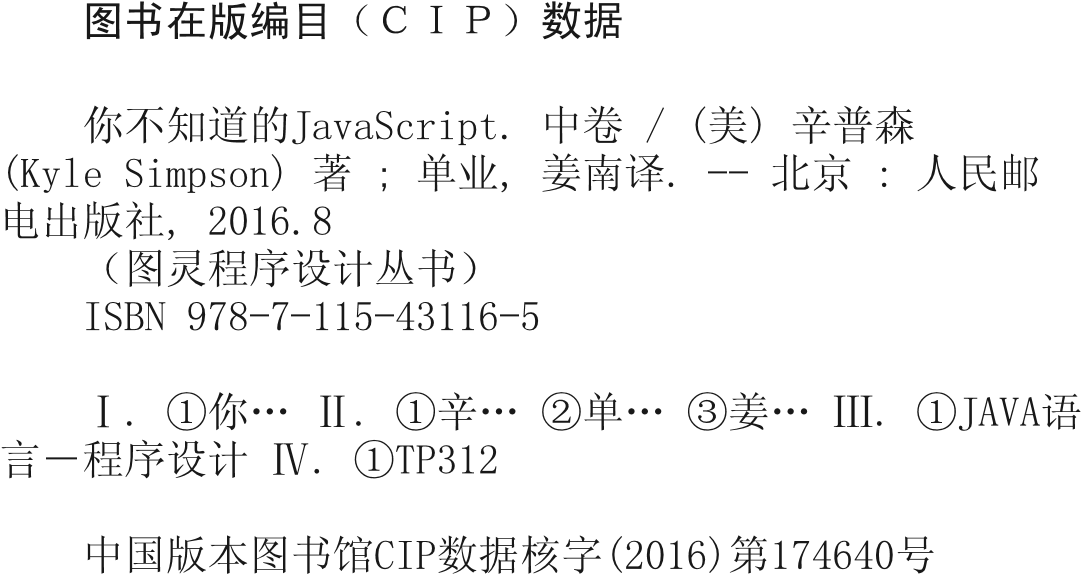 图书在版编目（ＣＩＰ）数据
你不知道的JavaScript. 中卷 / (美) 辛普森
(Kyle Simpson) 著 ; 单业, 姜南译. -- 北京 : 人民邮
电出版社, 2016.8
（图灵程序设计丛书）
ISBN 978-7-115-43116-5
Ⅰ. ①你… Ⅱ. ①辛… ②单… ③姜… Ⅲ. ①JAVA语
言－程序设计 Ⅳ. ①TP312
中国版本图书馆CIP数据核字(2016)第174640号